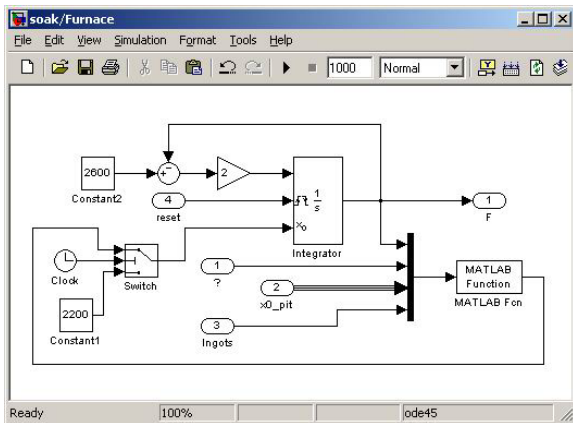 soak/Furnace
File Edit View Simulation Format Tools Help
1000 Normal
2600
Constant2
+ −
2
4
reset
1
s
x₀
Integrator
1
F
Clock
Switch
2200
Constant1
1
?
2
x0_pit
3
Ingots
MATLAB
Function
MATLAB Fcn
Ready 100% ode45